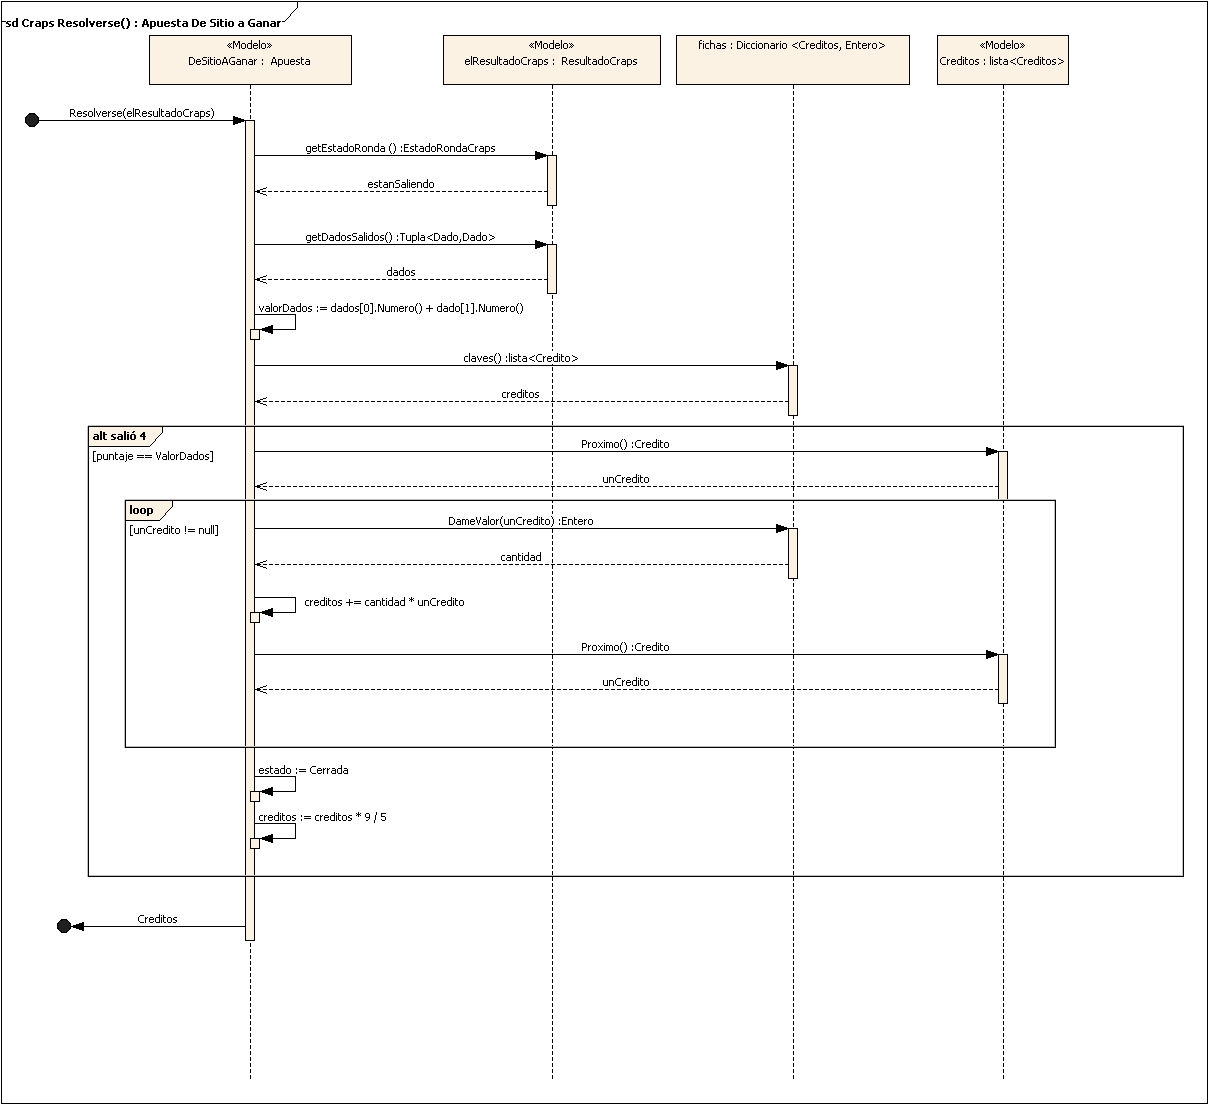 sd Craps Resolverse() : Apuesta De Sitio a Ganar
«Modelo»
DeSitioAGanar : Apuesta
«Modelo»
elResultadoCraps : ResultadoCraps
fichas : Diccionario <Creditos, Entero>
«Modelo»
Creditos : lista<Creditos>
Resolverse(elResultadoCraps)
getEstadoRonda () :EstadoRondaCraps
estanSaliendo
getDadosSalidos() :Tupla<Dado,Dado>
dados
valorDados := dados[0].Numero() + dado[1].Numero()
claves() :lista<Credito>
creditos
alt salió 4
[puntaje == ValorDados]
Proximo() :Credito
unCredito
loop
[unCredito != null]
DameValor(unCredito) :Entero
cantidad
creditos += cantidad * unCredito
Proximo() :Credito
unCredito
estado := Cerrada
creditos := creditos * 9 / 5
Creditos